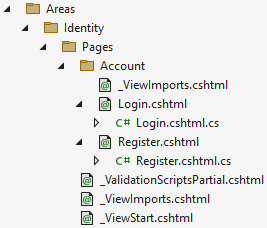 Areas
Identity
Pages
Account
_ViewImports.cshtml
Login.cshtml
C# Login.cshtml.cs
Register.cshtml
C# Register.cshtml.cs
_ValidationScriptsPartial.cshtml
_ViewImports.cshtml
_ViewStart.cshtml